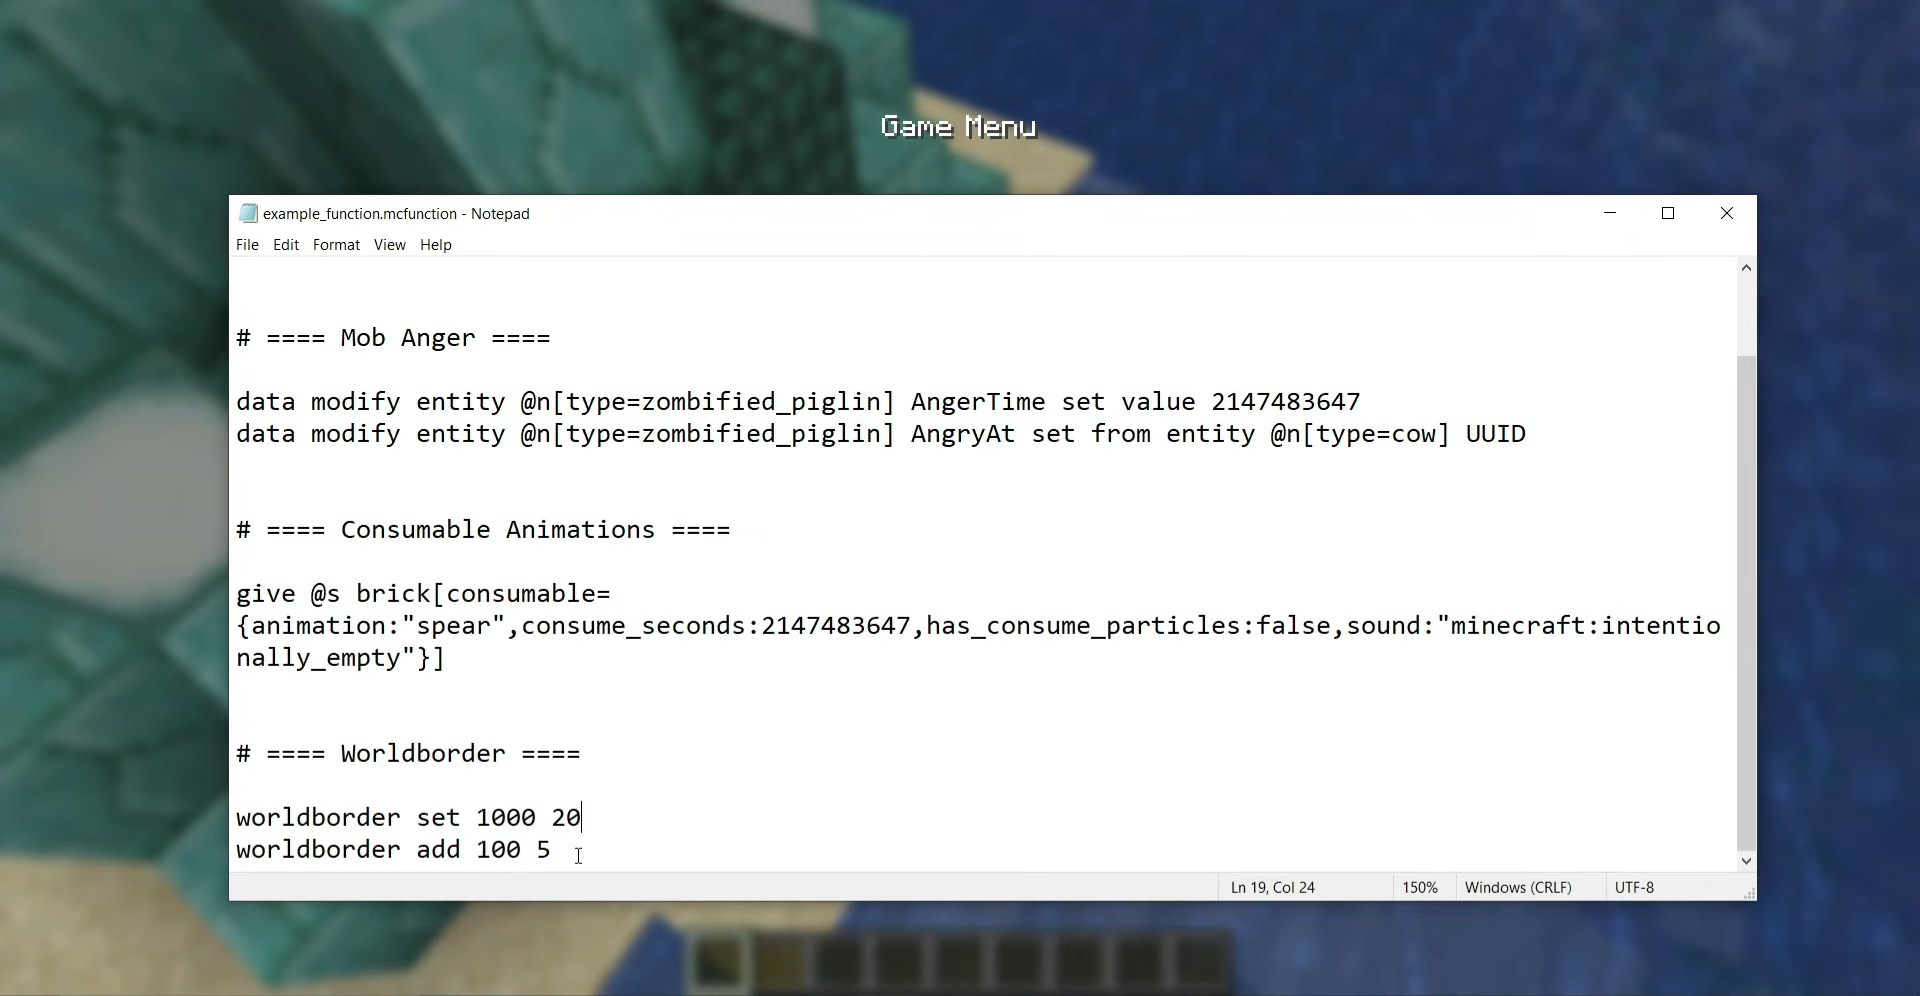 Game Menu
example_function.mcfunction - Notepad
File Edit Format View Help
# ==== Mob Anger ====
data modify entity @n[type=zombified_piglin] AngerTime set value 2147483647
data modify entity @n[type=zombified_piglin] AngryAt set from entity @n[type=cow] UUID
# ==== Consumable Animations ====
give @s brick[consumable=
{animation:"spear",consume_seconds:2147483647,has_consume_particles:false,sound:"minecraft:intentio
nally_empty"}]
# ==== Worldborder ====
worldborder set 1000 20
worldborder add 100 5
Ln 19, Col 24 150% Windows (CRLF) UTF-8